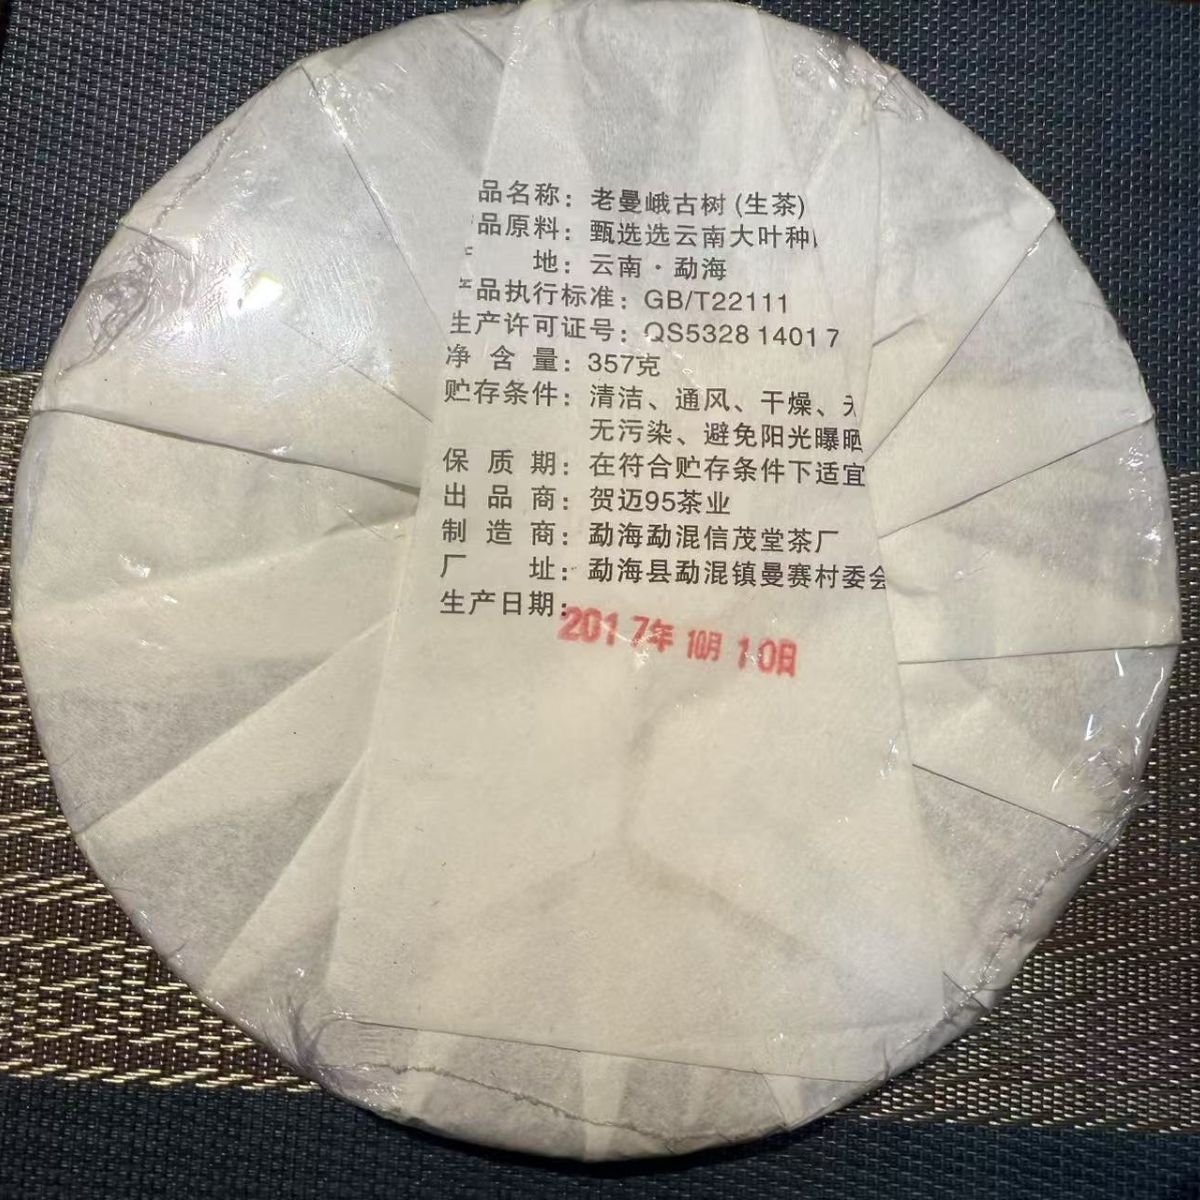 品名称：老曼峨古树 (生茶)
品原料：甄选选云南大叶种
地：云南·勐海
产品执行标准：GB/T22111
生产许可证号：QS5328 1401 7
净 含 量：357克
贮存条件：清洁、通风、干燥、
无污染、避免阳光曝晒
保 质 期：在符合贮存条件下适宜
出 品 商：贺迈95茶业
制 造 商：勐海勐混信茂堂茶厂
厂 址：勐海县勐混镇曼赛村委会
生产日期：
2017年 10月 10日